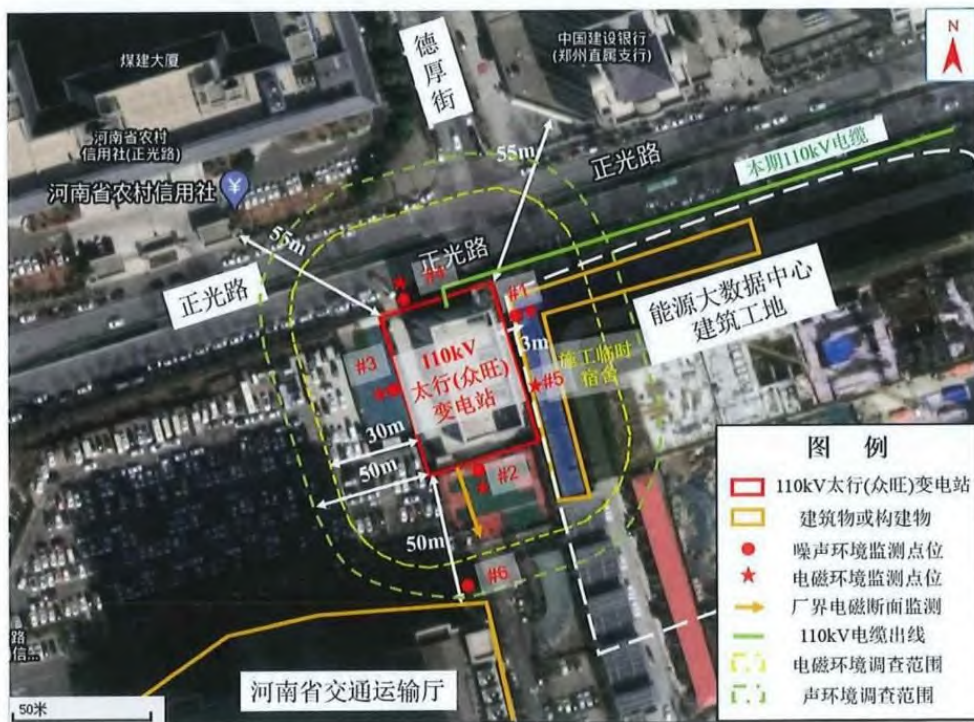 煤建大厦
德厚街
中国建设银行
(郑州直属支行)
N
河南省农村
信用社(正光路)
河南省农村信用社
55m
正光路
本期110kV电缆
55m
正光路
正光路
#4
#1
能源大数据中心
建筑工地
3m
施工临时
宿舍
#3
110kV
太行(众旺)
变电站
#5
30m
50m
#2
50m
#6
路
信...
河南省交通运输厅
50米
图 例
110kV太行(众旺)变电站
建筑物或构建物
噪声环境监测点位
电磁环境监测点位
厂界电磁断面监测
110kV电缆出线
电磁环境调查范围
声环境调查范围